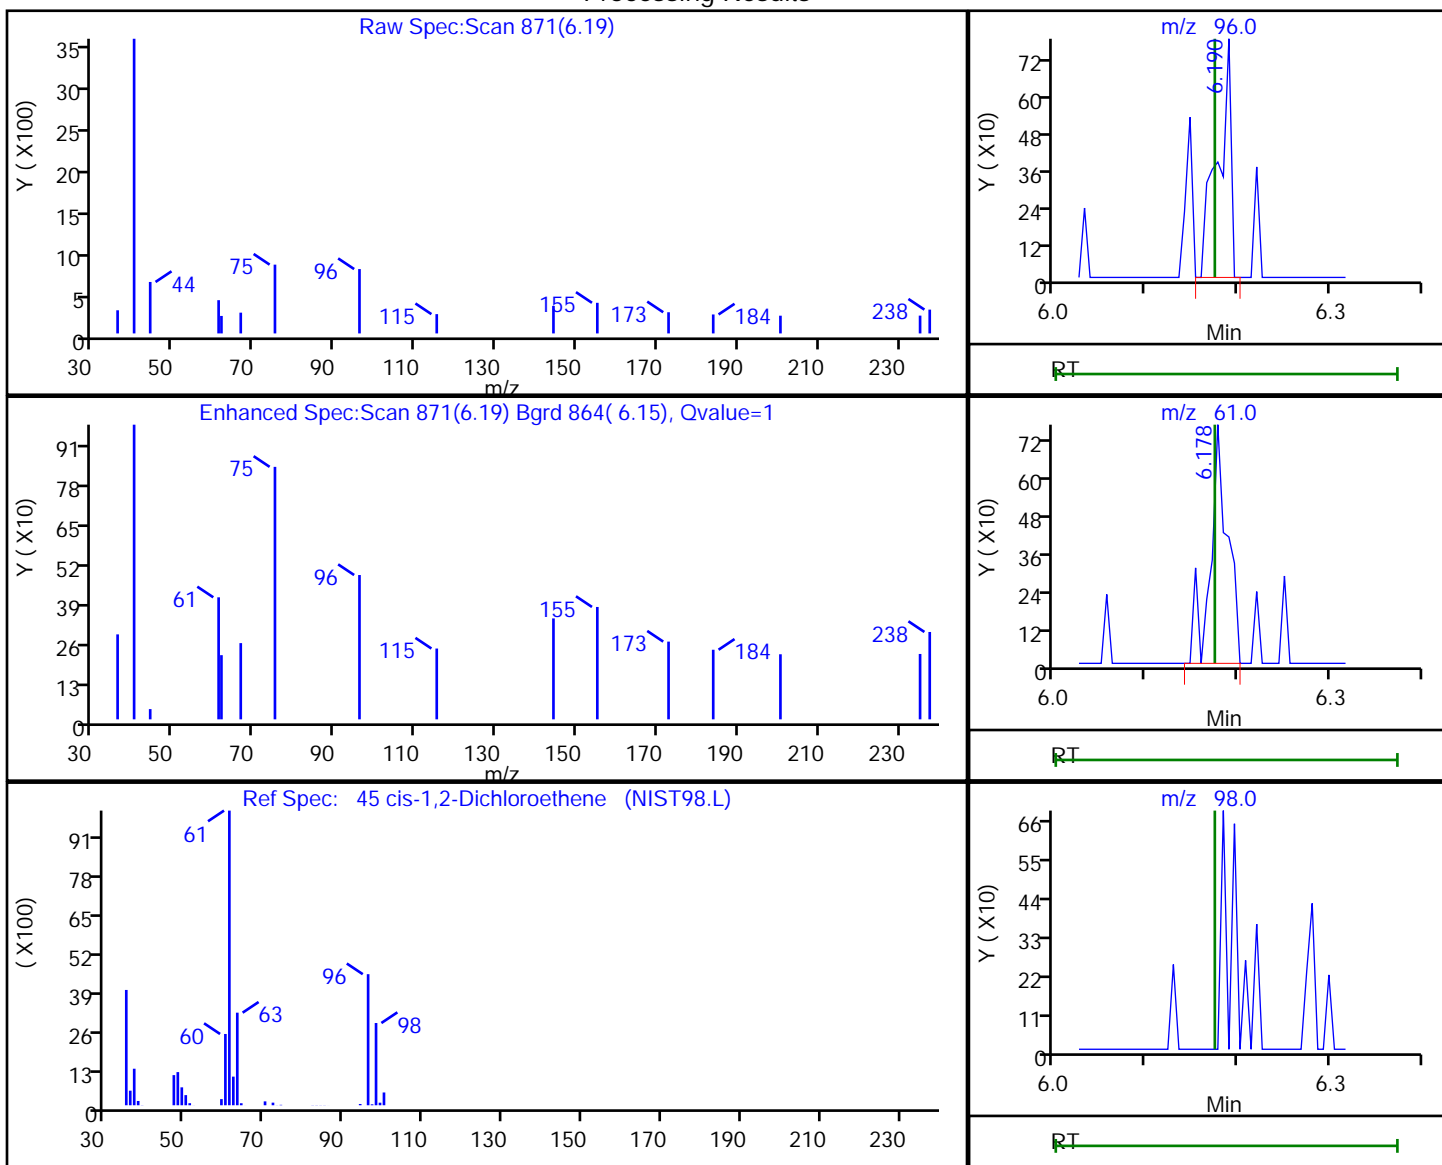 Processing Results
Raw Spec:Scan 871(6.19)
Y ( X100)
35
30
25
20
15
10
5
0
44
75
96
115
155
173
184
238
30 50 70 90 110 130 150 170 190 210 230
m/z
m/z 96.0
Y ( X10)
72
60
48
36
24
12
0
6.190
6.0 6.3
Min
RT
Enhanced Spec:Scan 871(6.19) Bgrd 864( 6.15), Qvalue=1
Y ( X10)
91
78
65
52
39
26
13
0
61
75
96
115
155
173
184
238
30 50 70 90 110 130 150 170 190 210 230
m/z
m/z 61.0
Y ( X10)
72
60
48
36
24
12
0
6.178
6.0 6.3
Min
RT
Ref Spec: 45 cis-1,2-Dichloroethene (NIST98.L)
( X100)
91
78
65
52
39
26
13
0
61
60
63
96
98
30 50 70 90 110 130 150 170 190 210 230
m/z 98.0
Y ( X10)
66
55
44
33
22
11
0
6.0 6.3
Min
RT